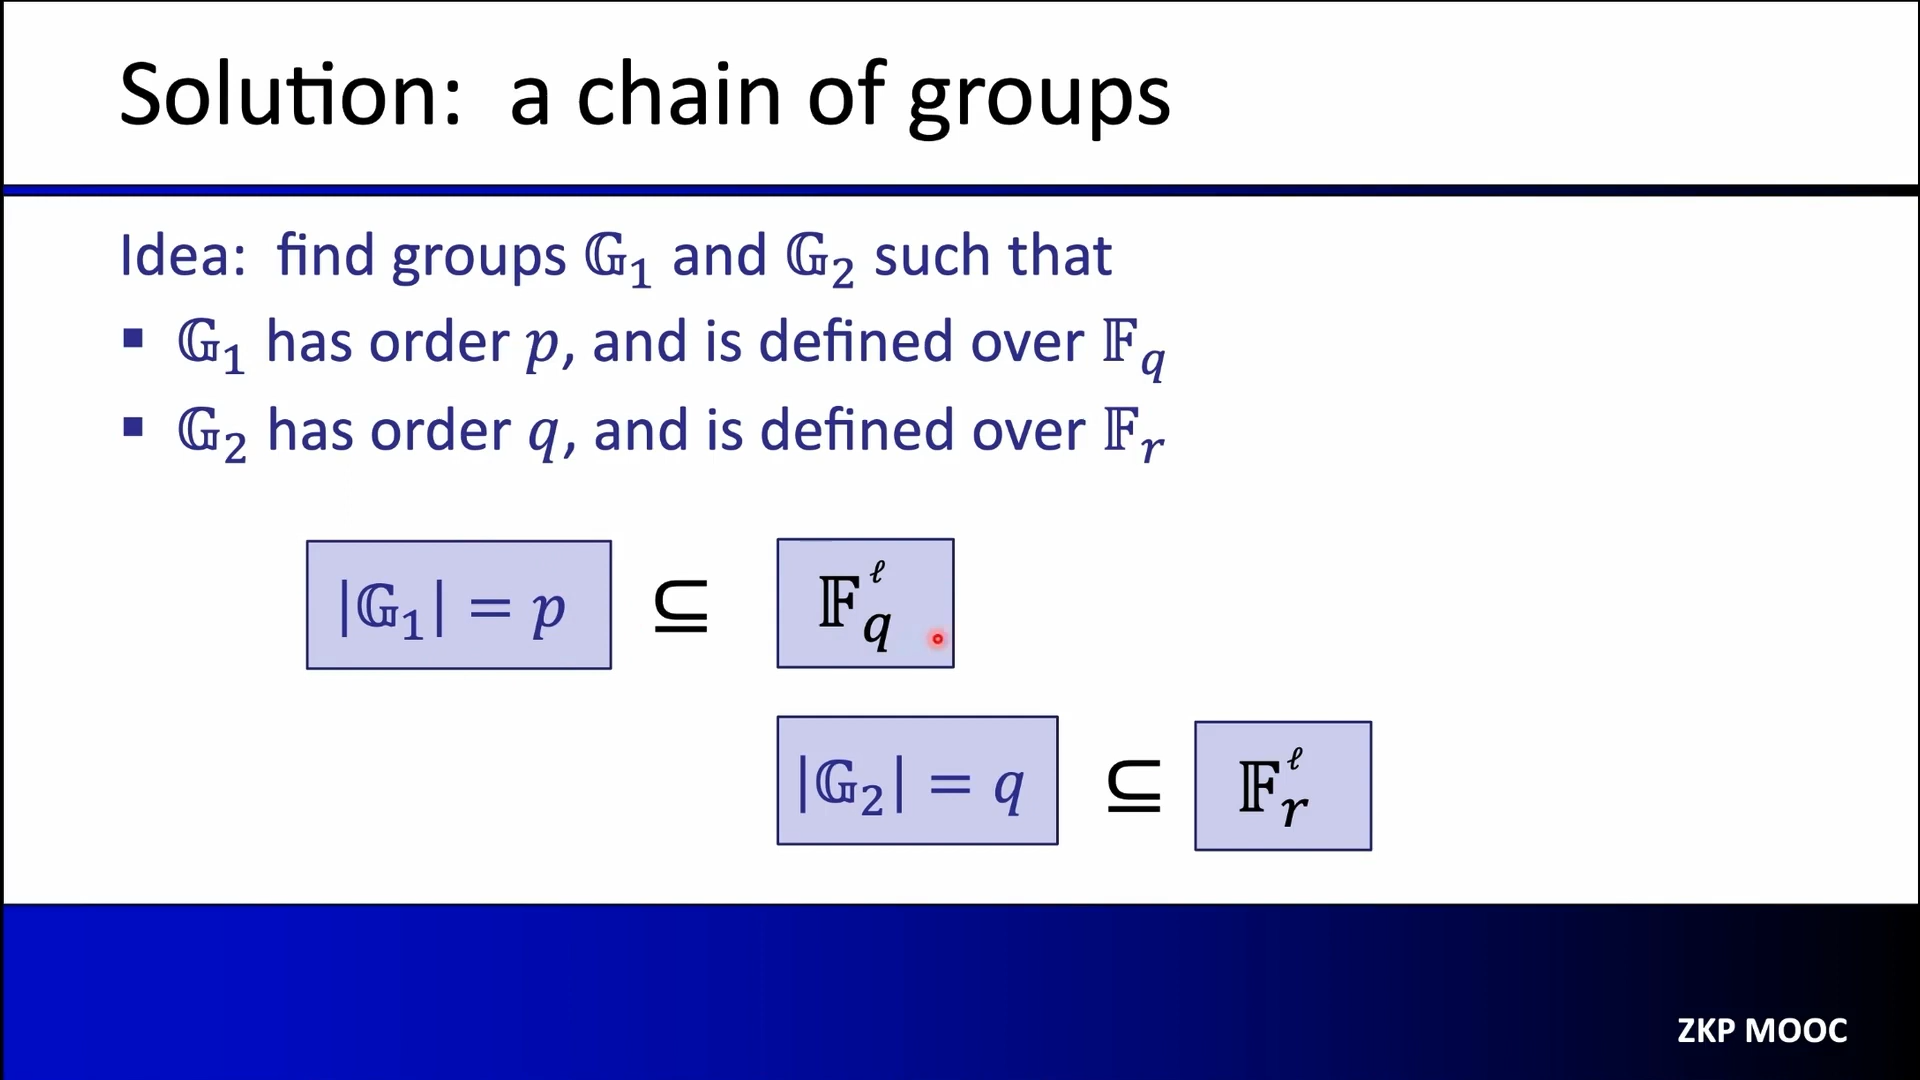 Solution: a chain of groups
Idea: find groups 𝔾₁ and 𝔾₂ such that
▪ 𝔾₁ has order p, and is defined over 𝔽_q
▪ 𝔾₂ has order q, and is defined over 𝔽_r
|𝔾₁| = p ⊆ 𝔽_q^ℓ
|𝔾₂| = q ⊆ 𝔽_r^ℓ
ZKP MOOC